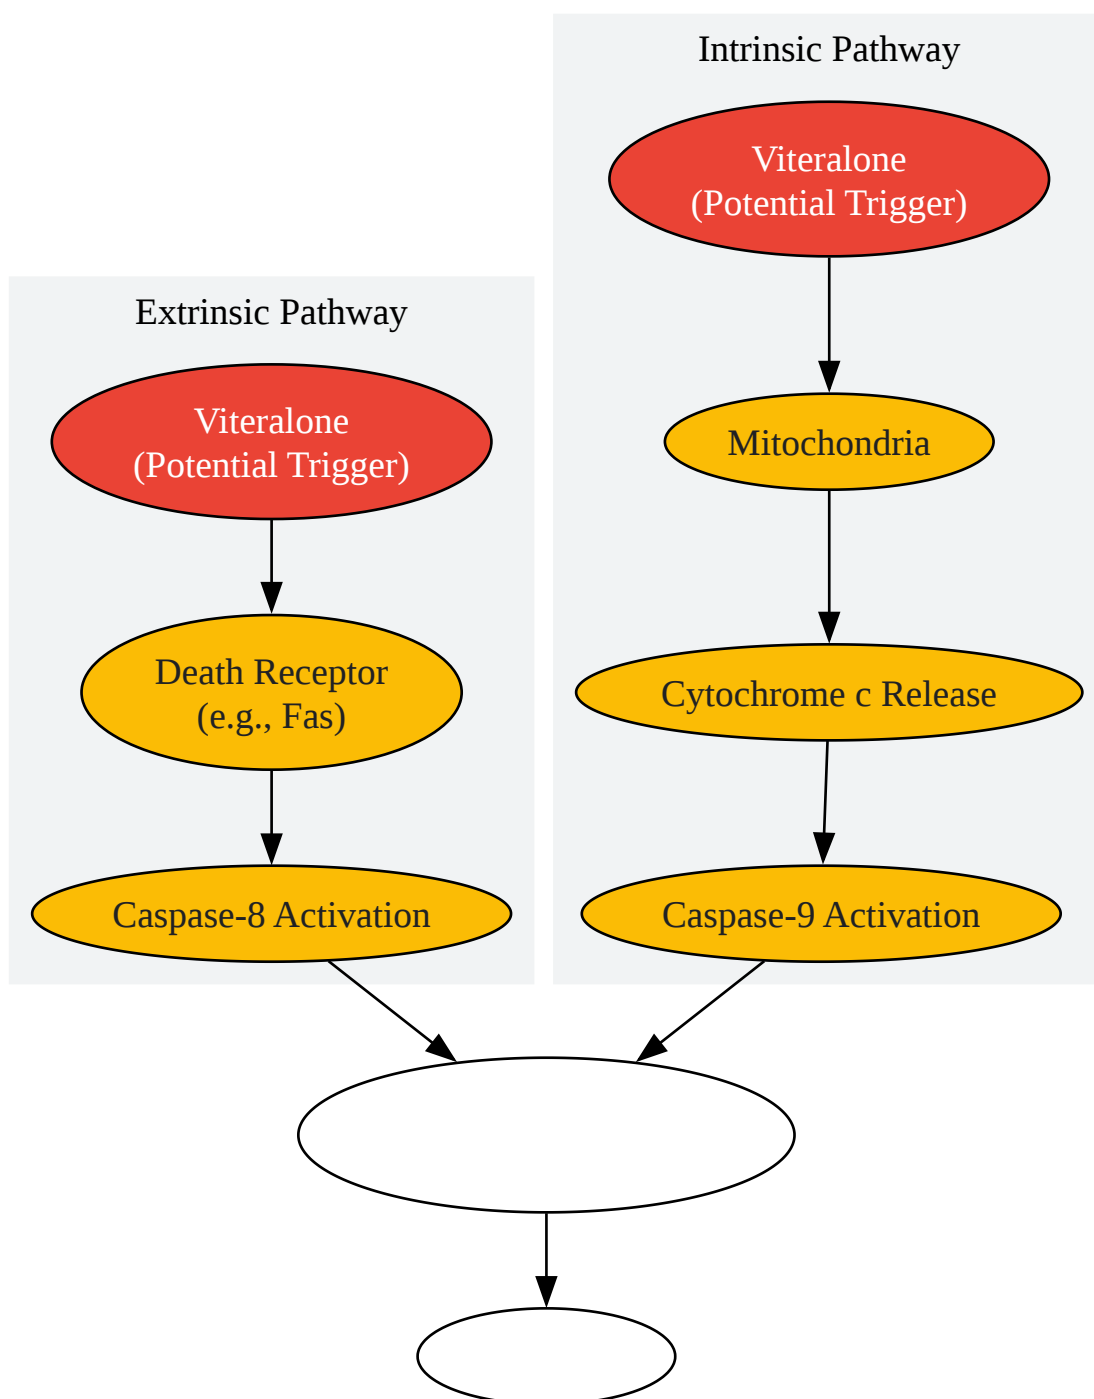 Intrinsic Pathway
Viteralone
(Potential Trigger)
Mitochondria
Cytochrome c Release
Caspase-9 Activation
Extrinsic Pathway
Viteralone
(Potential Trigger)
Death Receptor
(e.g., Fas)
Caspase-8 Activation